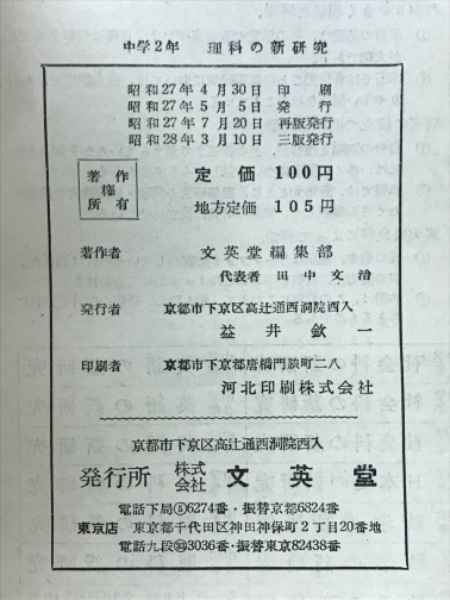 中学2年 理科の新研究
昭和27年4月30日 印刷
昭和27年5月5日 発行
昭和27年7月20日 再版発行
昭和28年3月10日 三版発行
著作権所有
定価 100円
地方定価 105円
著作者 文英堂編集部
代表者 田中文治
発行者 京都市下京区高辻通西洞院西入
益井欽一
印刷者 京都市下京区唐橋門脇町二八
河北印刷株式会社
京都市下京区高辻通西洞院西入
発行所 株式会社 文英堂
電話下局⑤6274番・振替京都6824番
東京店 東京都千代田区神田神保町2丁目20番地
電話九段㉝3036番・振替東京82438番